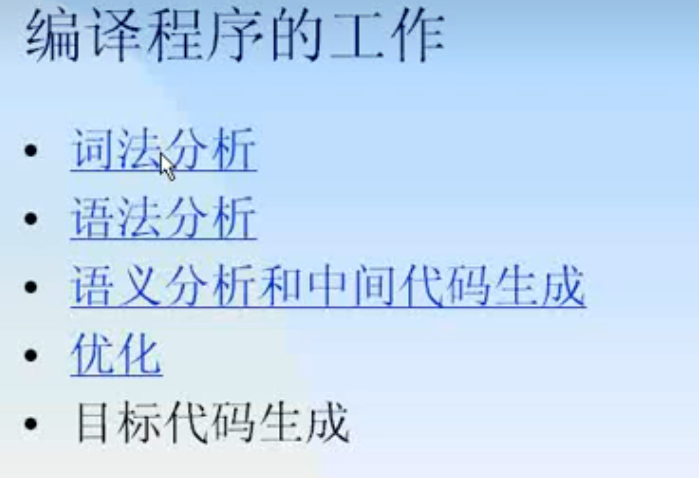 编译程序的工作
• 词法分析
• 语法分析
• 语义分析和中间代码生成
• 优化
• 目标代码生成